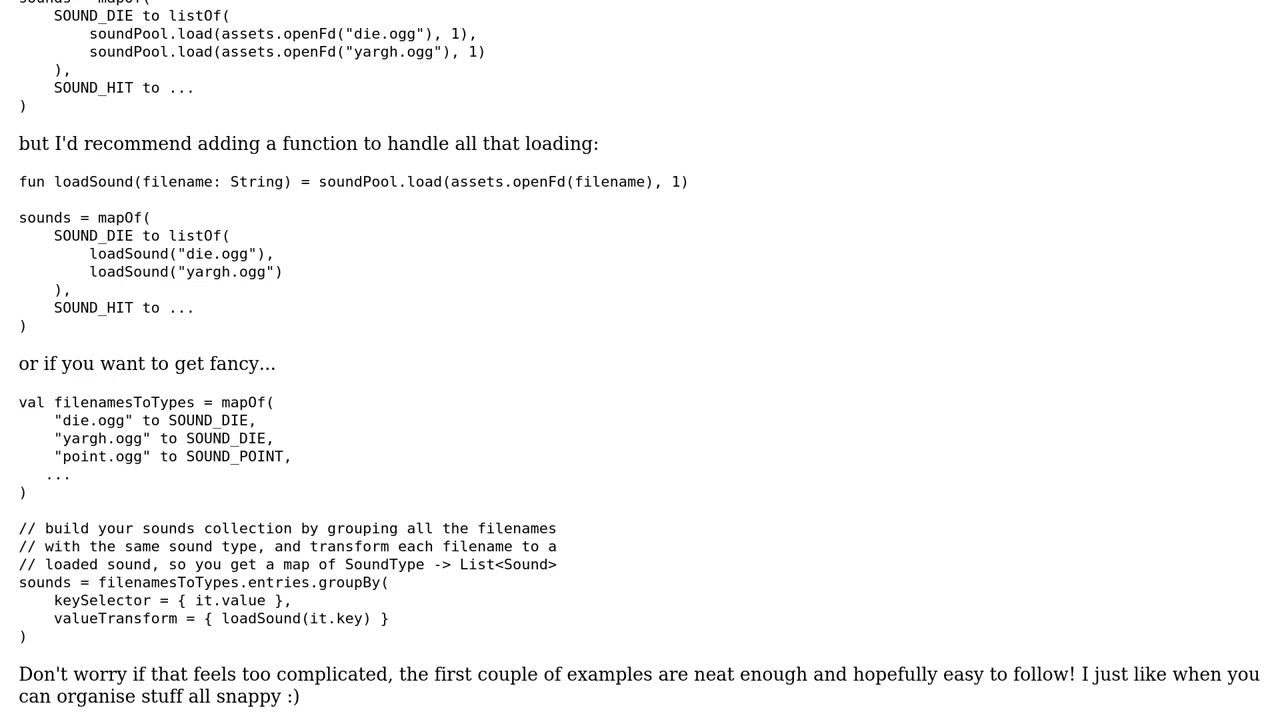 sounds = mapOf(
    SOUND_DIE to listOf(
        soundPool.load(assets.openFd("die.ogg"), 1),
        soundPool.load(assets.openFd("yargh.ogg"), 1)
    ),
    SOUND_HIT to ...
)
but I'd recommend adding a function to handle all that loading:
fun loadSound(filename: String) = soundPool.load(assets.openFd(filename), 1)
sounds = mapOf(
    SOUND_DIE to listOf(
        loadSound("die.ogg"),
        loadSound("yargh.ogg")
    ),
    SOUND_HIT to ...
)
or if you want to get fancy...
val filenamesToTypes = mapOf(
    "die.ogg" to SOUND_DIE,
    "yargh.ogg" to SOUND_DIE,
    "point.ogg" to SOUND_POINT,
   ...
)
// build your sounds collection by grouping all the filenames
// with the same sound type, and transform each filename to a
// loaded sound, so you get a map of SoundType -> List<Sound>
sounds = filenamesToTypes.entries.groupBy(
    keySelector = { it.value },
    valueTransform = { loadSound(it.key) }
)
Don't worry if that feels too complicated, the first couple of examples are neat enough and hopefully easy to follow! I just like when you
can organise stuff all snappy :)